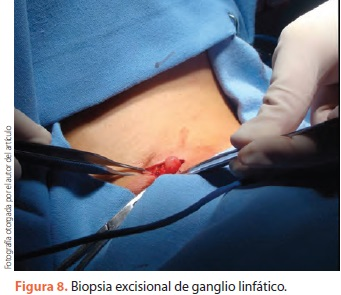 Fotografía otorgada por el autor del artículo
Figura 8. Biopsia excisional de ganglio linfático.